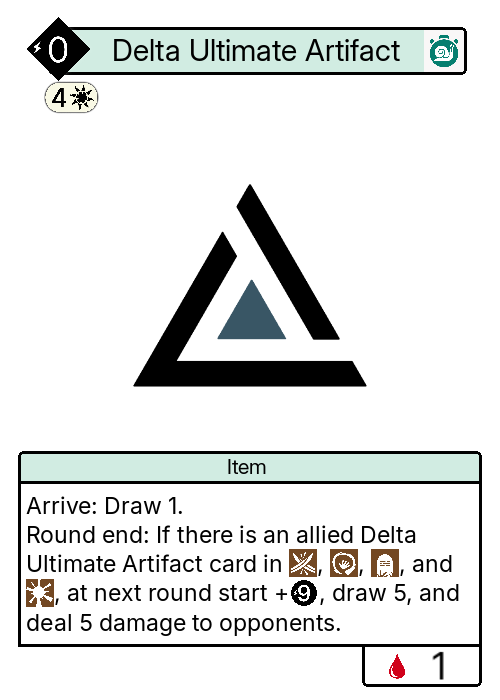 0 Delta Ultimate Artifact
4
Item
Arrive: Draw 1.
Round end: If there is an allied Delta
Ultimate Artifact card in , , , and
, at next round start +9, draw 5, and
deal 5 damage to opponents.
1